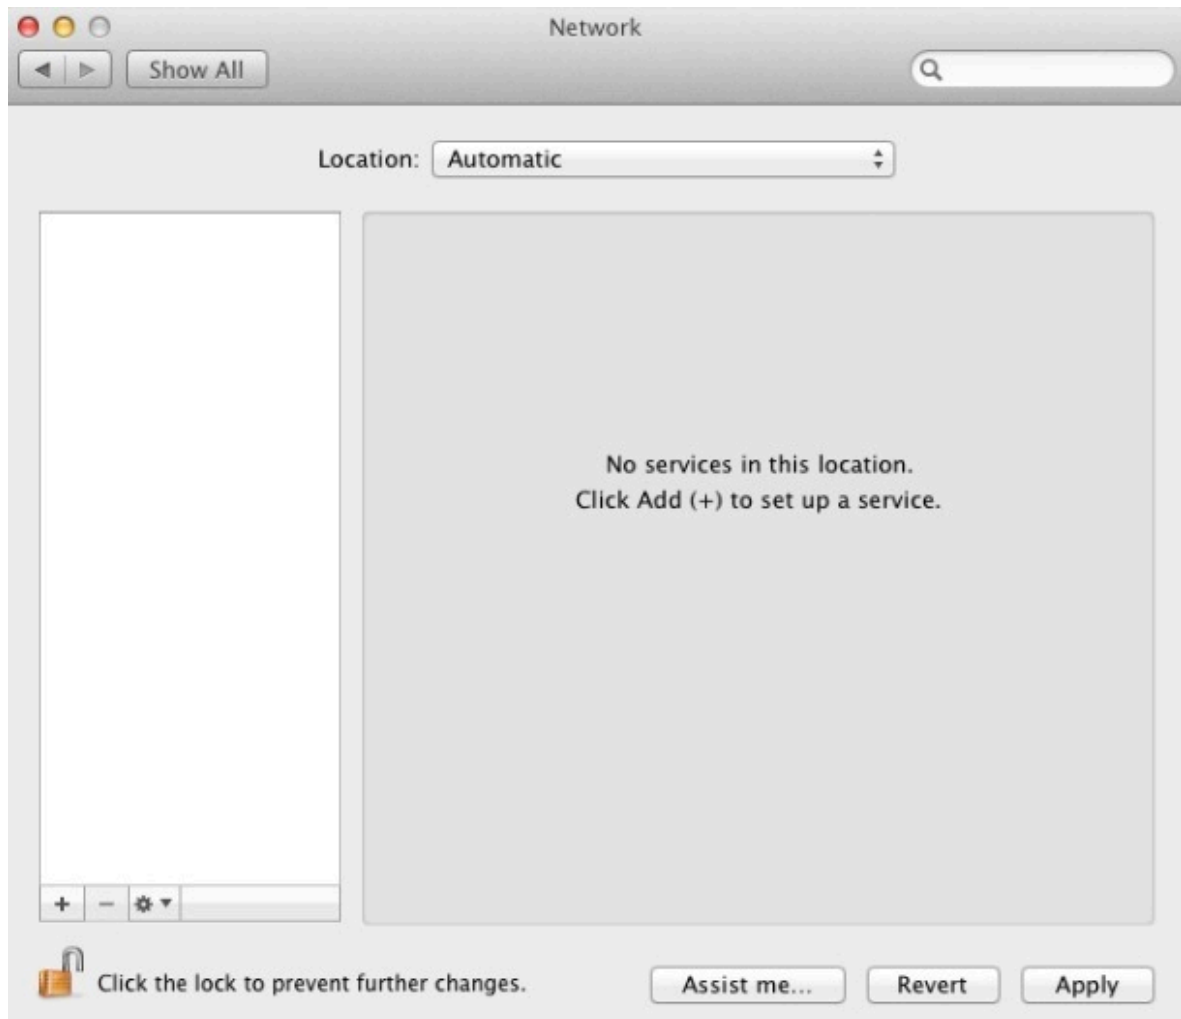 Network
Show All
Location: Automatic
No services in this location.
Click Add (+) to set up a service.
+ −
Click the lock to prevent further changes.
Assist me... Revert Apply